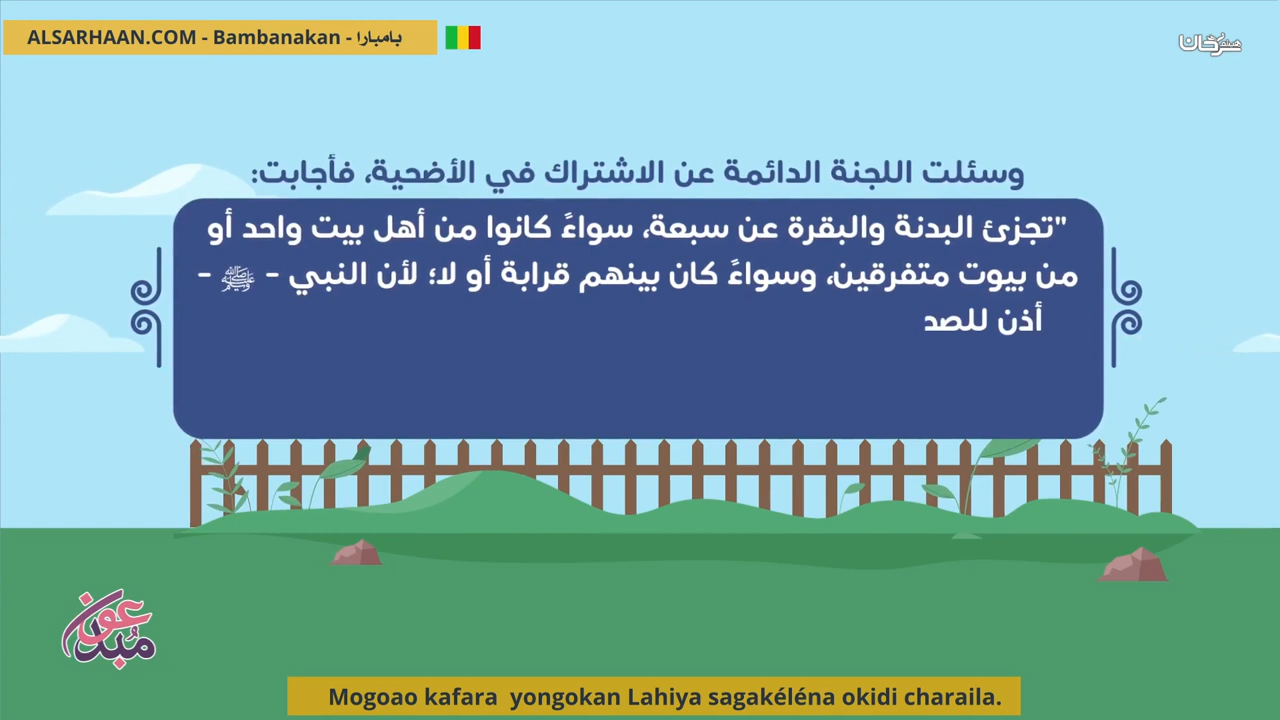 ALSARHAAN.COM - Bambanakan - بامبارا
سرحان
وسئلت اللجنة الدائمة عن الاشتراك في الأضحية، فأجابت:
"تجزئ البدنة والبقرة عن سبعة، سواءً كانوا من أهل بيت واحد أو
من بيوت متفرقين، وسواءً كان بينهم قرابة أو لا؛ لأن النبي - ﷺ -
أذن للصد
مبدعون
Mogoao kafara yongokan Lahiya sagakéléna okidi charaila.